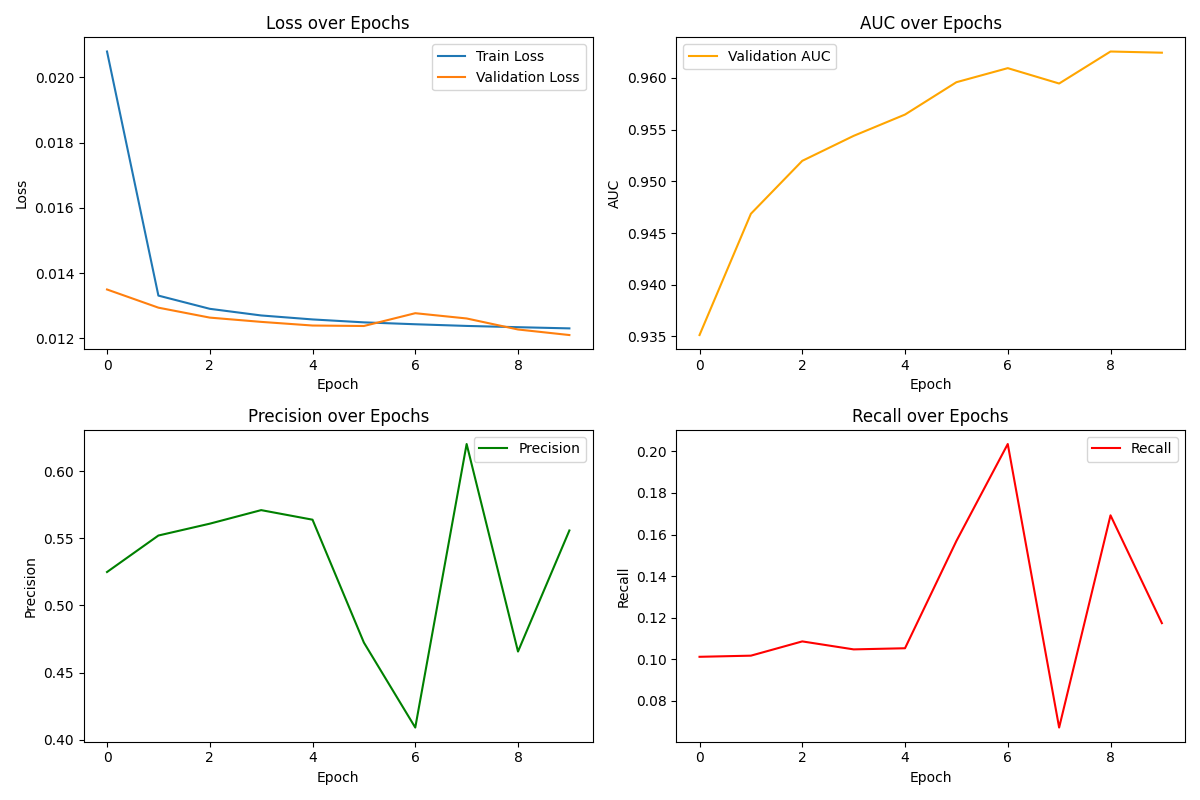 Loss over Epochs
Train Loss
Validation Loss
0.020
0.018
0.016
0.014
0.012
Loss
0 2 4 6 8
Epoch
AUC over Epochs
Validation AUC
0.960
0.955
0.950
0.945
0.940
0.935
AUC
0 2 4 6 8
Epoch
Precision over Epochs
Precision
0.60
0.55
0.50
0.45
0.40
Precision
0 2 4 6 8
Epoch
Recall over Epochs
Recall
0.20
0.18
0.16
0.14
0.12
0.10
0.08
Recall
0 2 4 6 8
Epoch